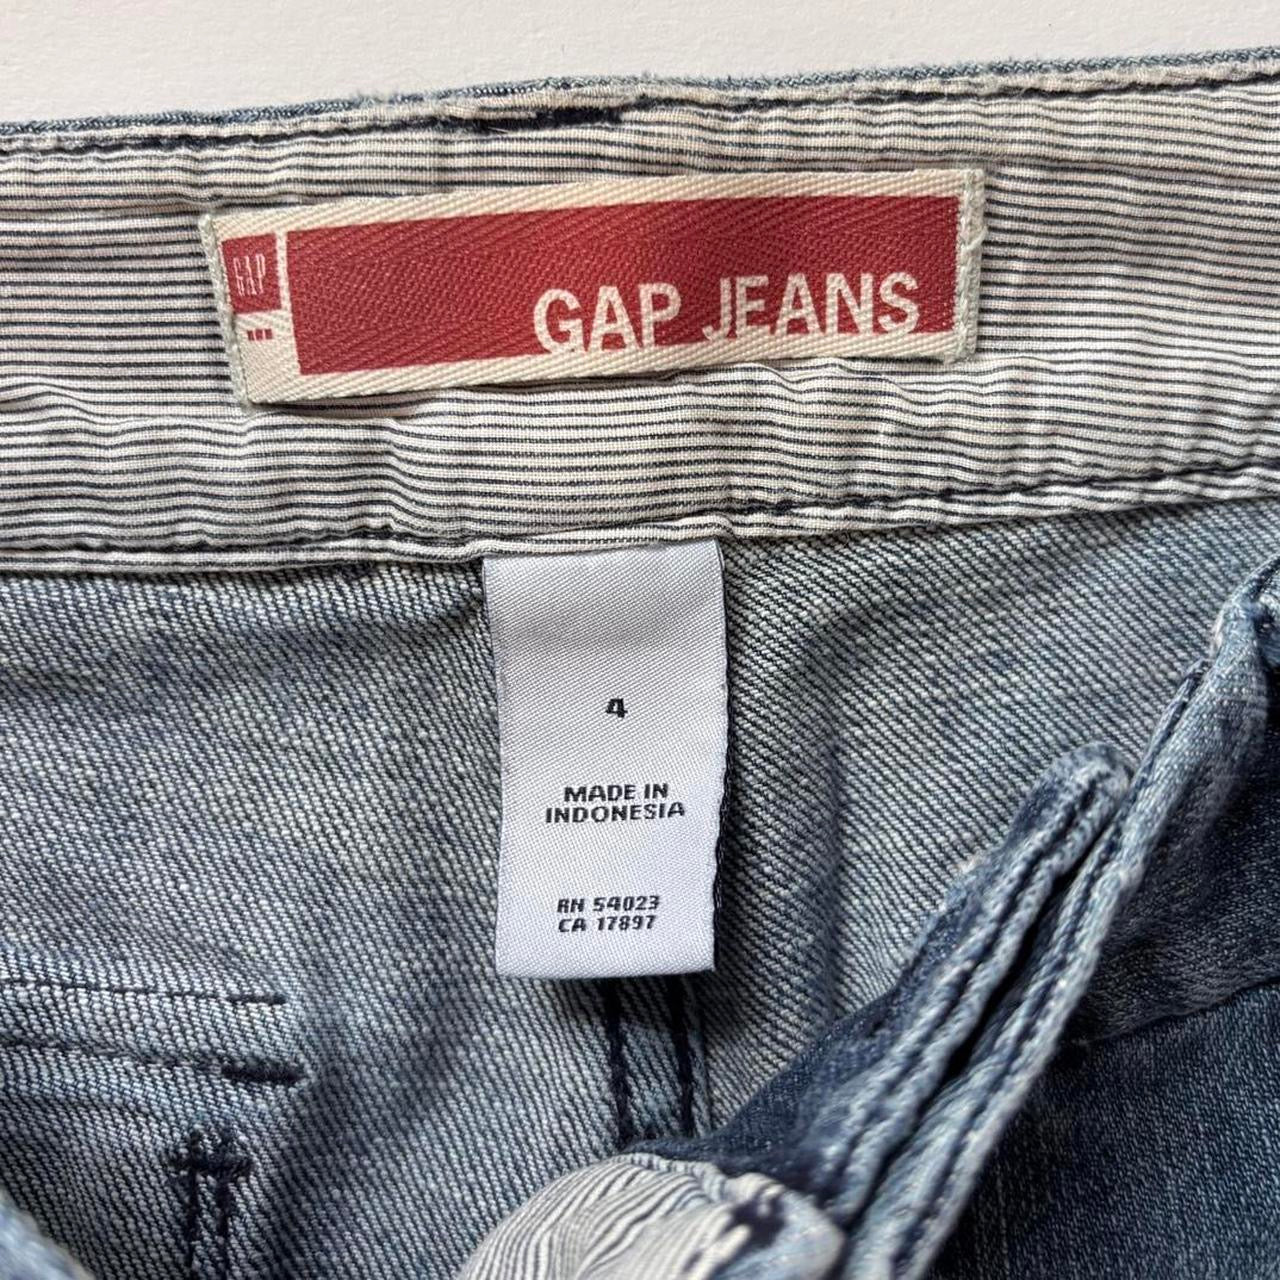 GAP
GAP JEANS
4
MADE IN
INDONESIA
RN 54023
CA 17897